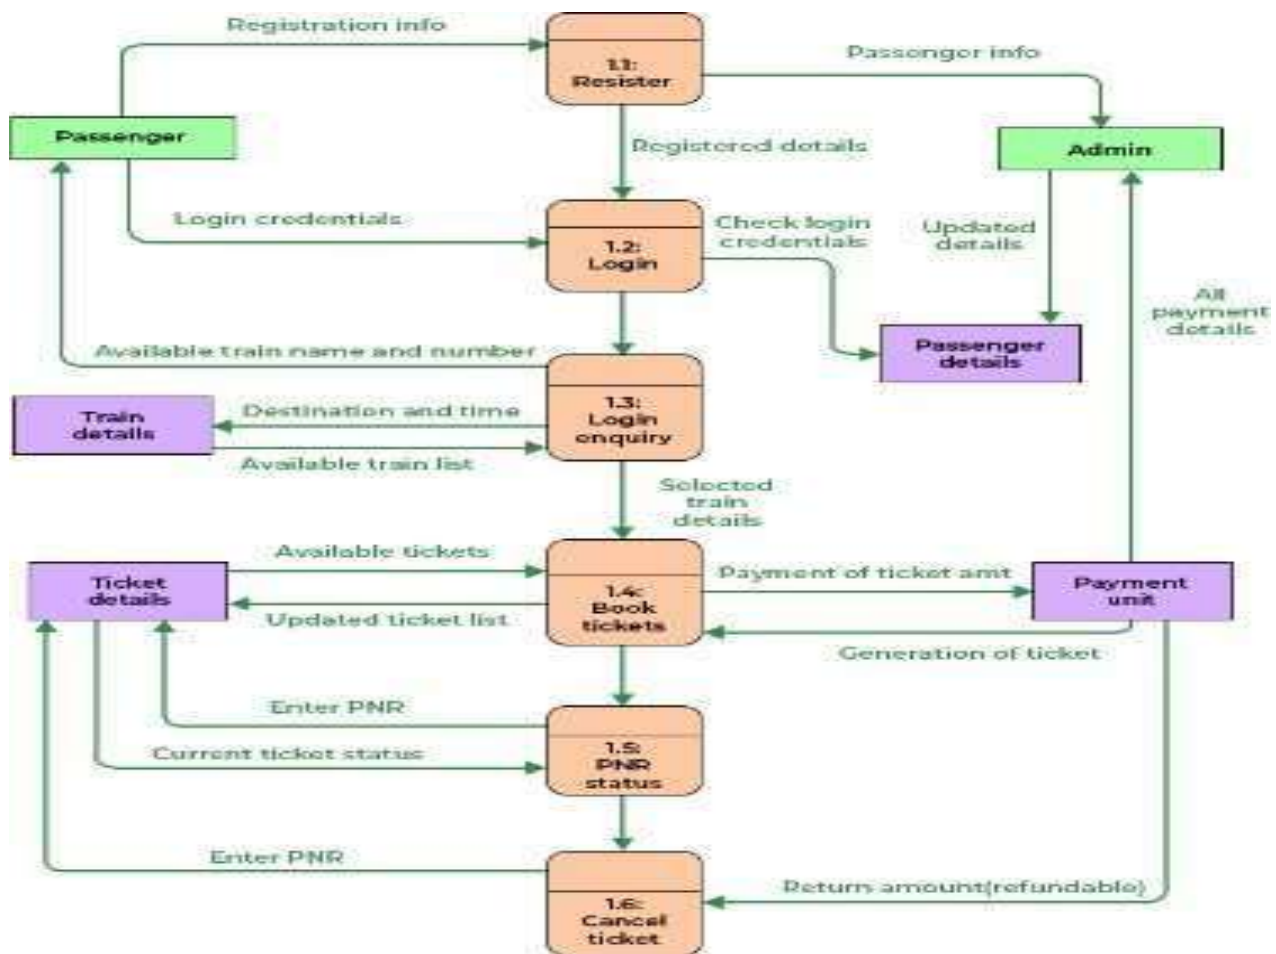 Registration info
1.1:
Resister
Passenger info
Passenger
Admin
Registered details
Login credentials
1.2:
Login
Check login
credentials
Updated
details
All
payment
details
Passenger
details
Available train name and number
1.3:
Login
enquiry
Train
details
Destination and time
Available train list
Selected
train
details
Available tickets
Ticket
details
Updated ticket list
1.4:
Book
tickets
Payment of ticket amt
Payment
unit
Generation of ticket
Enter PNR
Current ticket status
1.5:
PNR
status
Enter PNR
Return amount(refundable)
1.6:
Cancel
ticket